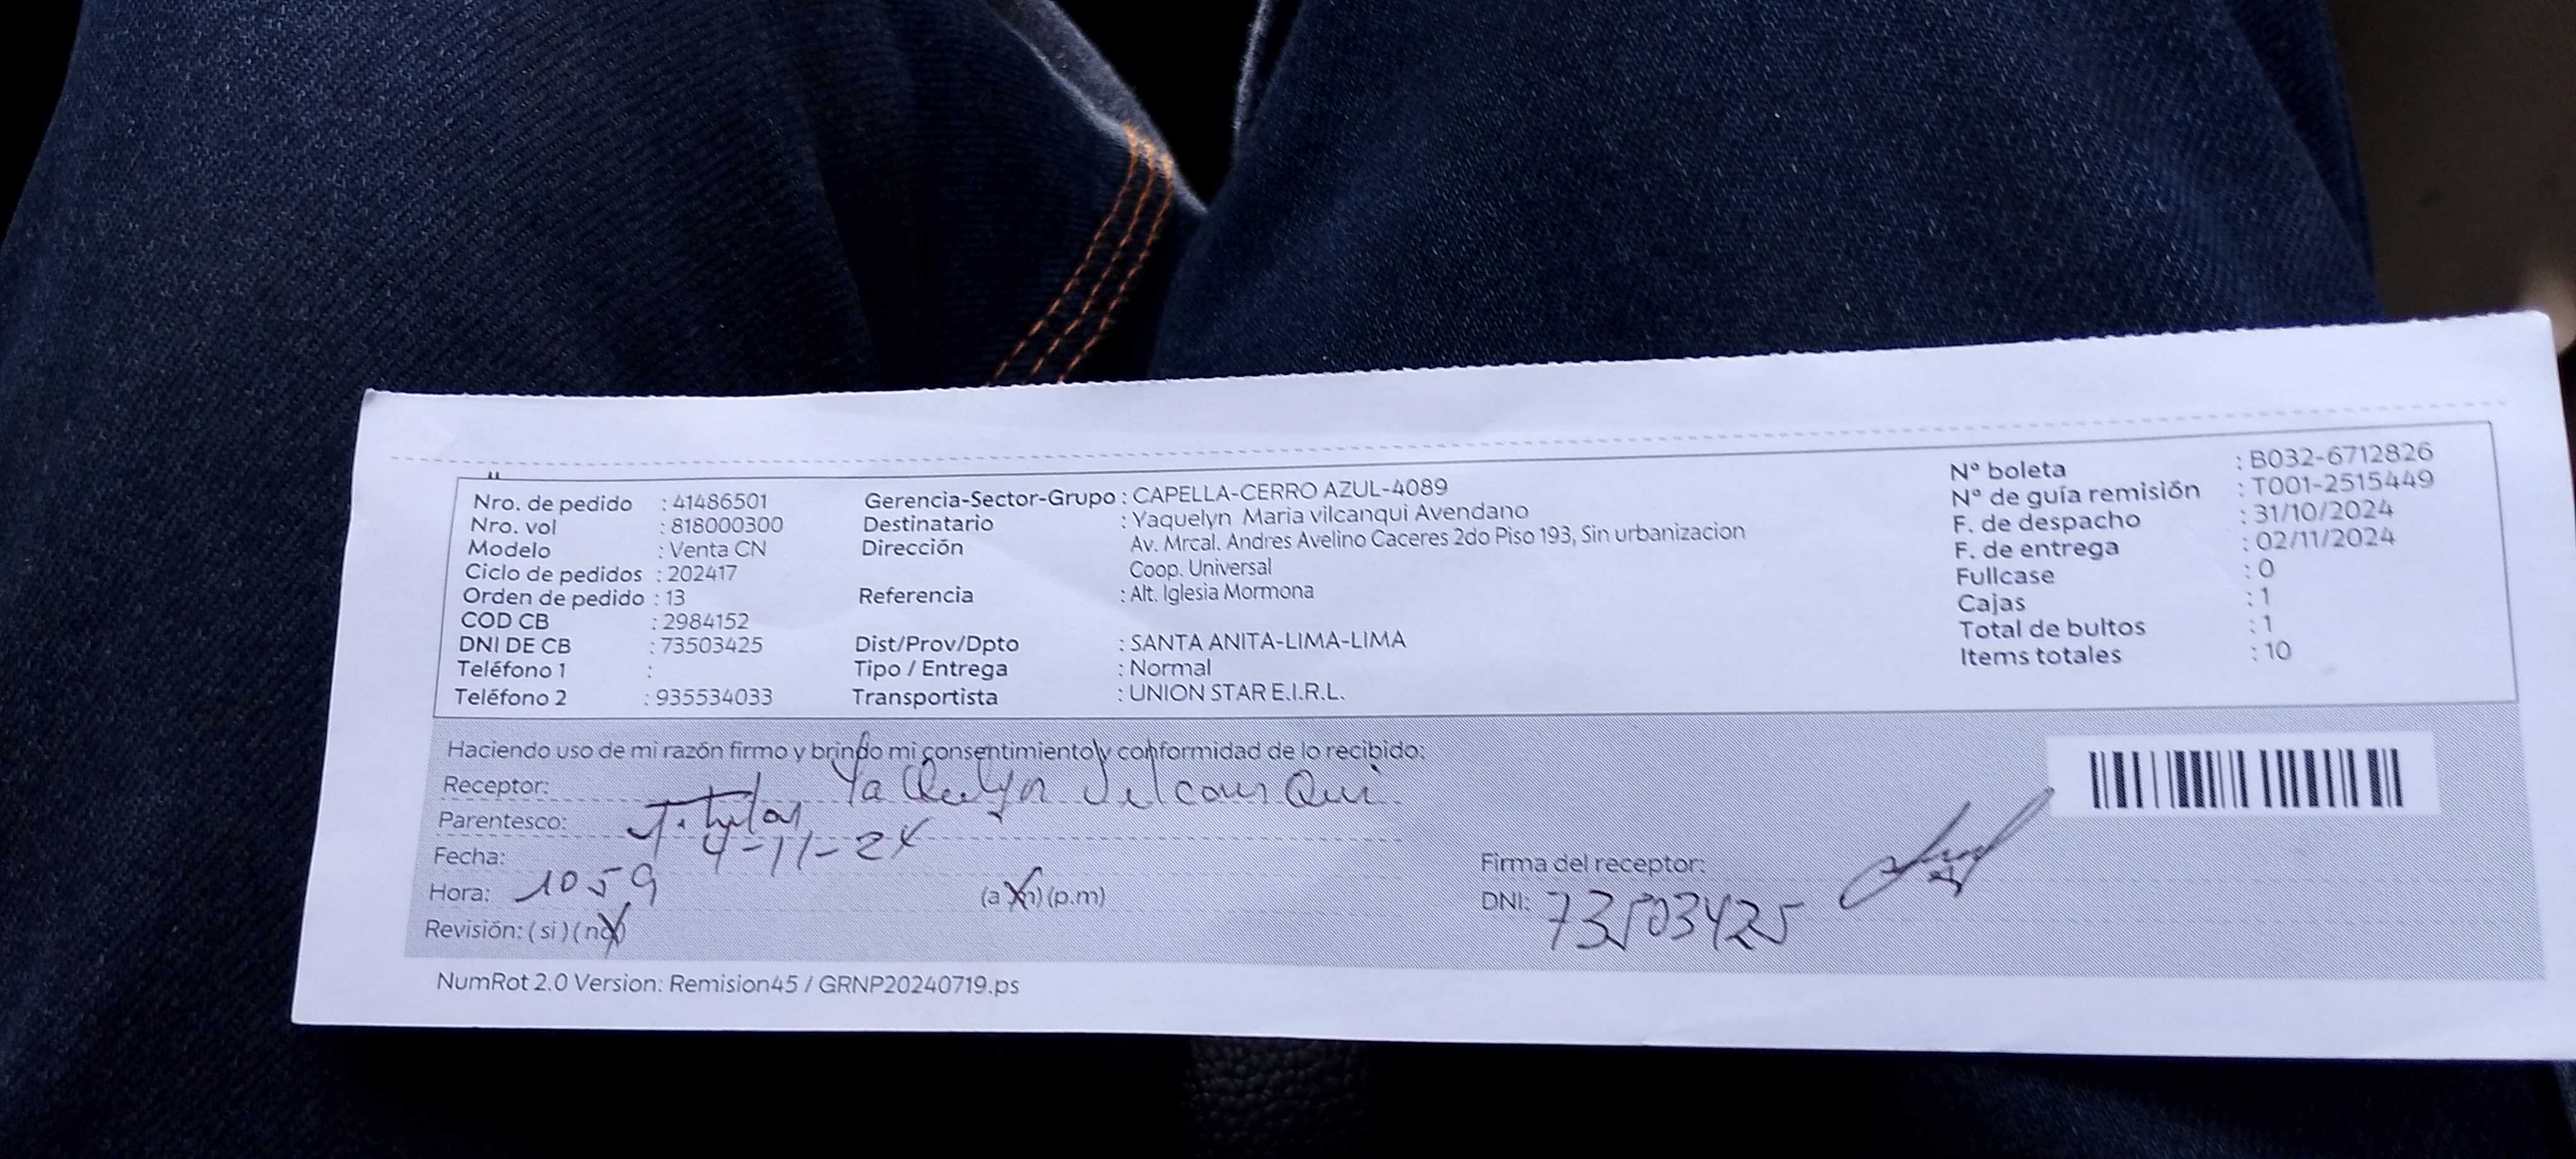 Nro. de pedido : 41486501
Nro. vol : 818000300
Modelo : Venta CN
Ciclo de pedidos : 202417
Orden de pedido : 13
COD CB : 2984152
DNI DE CB : 73503425
Teléfono 1 :
Teléfono 2 : 935534033
Gerencia-Sector-Grupo : CAPELLA-CERRO AZUL-4089
Destinatario : Yaquelyn Maria vilcanqui Avendano
Dirección Av. Mrcal. Andres Avelino Caceres 2do Piso 193, Sin urbanizacion
Coop. Universal
Referencia : Alt. Iglesia Mormona
Dist/Prov/Dpto : SANTA ANITA-LIMA-LIMA
Tipo / Entrega : Normal
Transportista : UNION STAR E.I.R.L.
Nº boleta : B032-6712826
Nº de guía remisión : T001-2515449
F. de despacho : 31/10/2024
F. de entrega : 02/11/2024
Fullcase : 0
Cajas : 1
Total de bultos : 1
Items totales : 10
Haciendo uso de mi razón firmo y brindo mi consentimiento y conformidad de lo recibido:
Receptor: Yaquelyn Vilcanqui
Parentesco: Titular
Fecha: 4-11-24
Hora: 1059 (a.m) (p.m)
Revisión: (si) (no)
Firma del receptor:
DNI: 73503425
NumRot 2.0 Version: Remision45 / GRNP20240719.ps